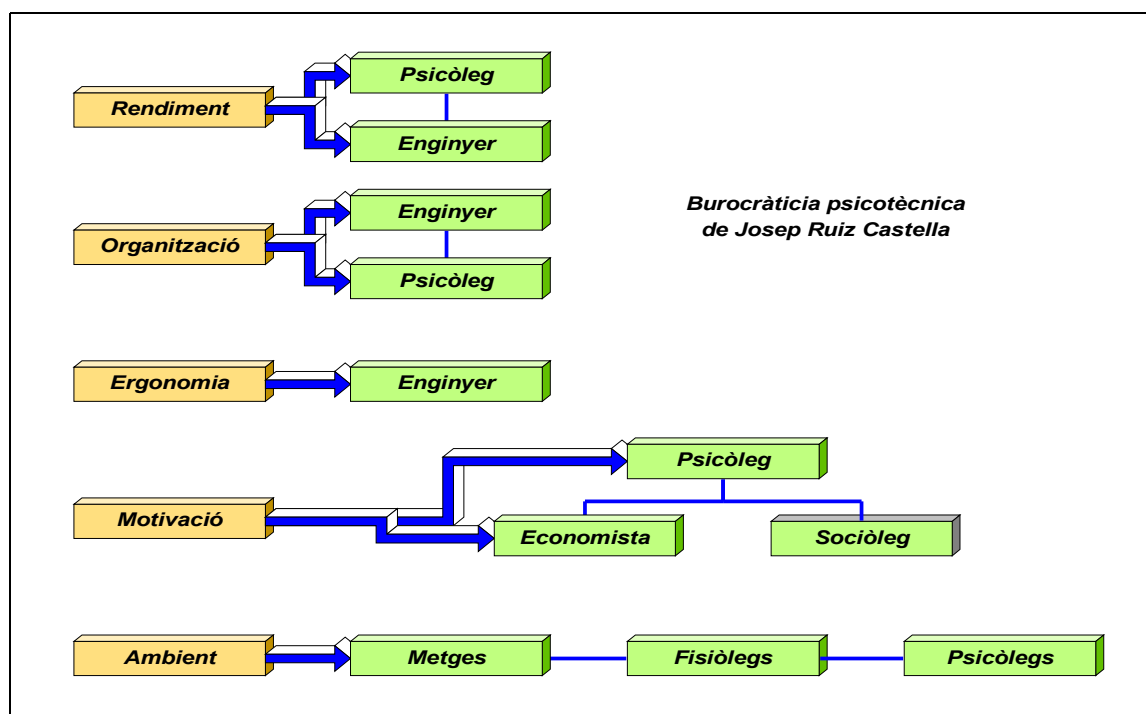 Psicòleg
Rendiment
Enginyer
Enginyer
Burocràticia psicotècnica
de Josep Ruiz Castella
Organització
Psicòleg
Ergonomia
Enginyer
Psicòleg
Motivació
Economista
Sociòleg
Ambient
Metges
Fisiòlegs
Psicòlegs